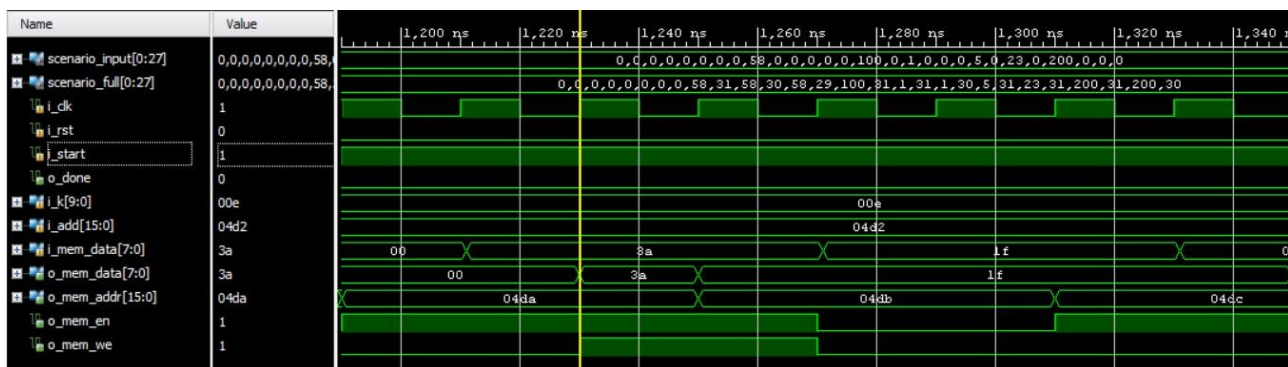 Name Value
1,200 ns 1,220 ns 1,240 ns 1,260 ns 1,280 ns 1,300 ns 1,320 ns 1,340
scenario_input[0:27] 0,0,0,0,0,0,0,0,58, 0,0,0,0,0,0,0,0,58,0,0,0,0,0,100,0,1,0,0,0,5,0,23,0,200,0,0,0
scenario_full[0:27] 0,0,0,0,0,0,0,0,58, 0,0,0,0,0,0,0,0,58,31,58,30,58,29,100,31,1,31,1,30,5,31,23,31,200,31,200,30
i_clk 1
i_rst 0
i_start 1
o_done 0
i_k[9:0] 00e 00e
i_add[15:0] 04d2 04d2
i_mem_data[7:0] 3a 00 3a 1f
o_mem_data[7:0] 3a 00 3a 1f
o_mem_addr[15:0] 04da 04da 04db 04dc
o_mem_en 1
o_mem_we 1